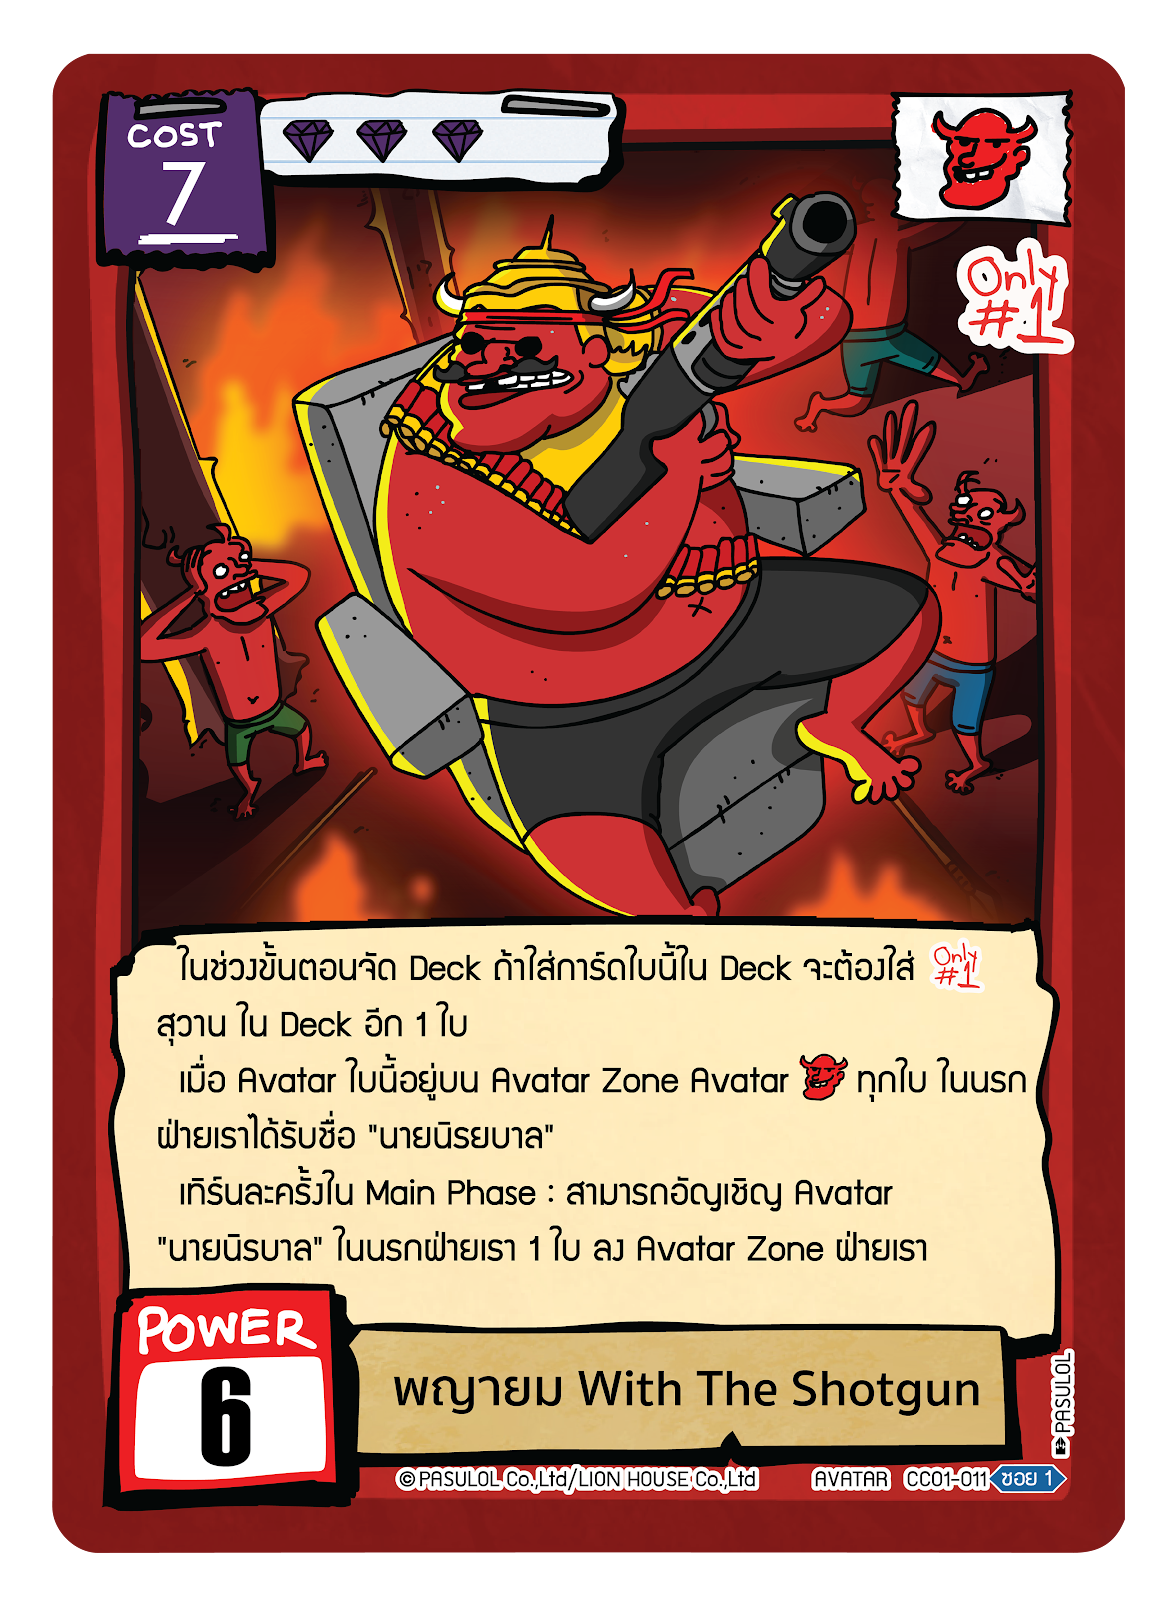 COST
7
Only
#1
ในช่วงขั้นตอนจัด Deck ถ้าใส่การ์ดใบนี้ใน Deck จะต้องใส่ Only #1
สุวาน ใน Deck อีก 1 ใบ
เมื่อ Avatar ใบนี้อยู่บน Avatar Zone Avatar ทุกใบ ในนรก
ฝ่ายเราได้รับชื่อ "นายนิรยบาล"
เทิร์นละครั้งใน Main Phase : สามารถอัญเชิญ Avatar
"นายนิรบาล" ในนรกฝ่ายเรา 1 ใบ ลง Avatar Zone ฝ่ายเรา
POWER
6
พญายม With The Shotgun
PASULOL
© PASULOL Co.,Ltd/LION HOUSE Co.,Ltd
AVATAR CC01-011 ซอย 1